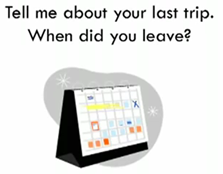 Tell me about your last trip.
When did you leave?